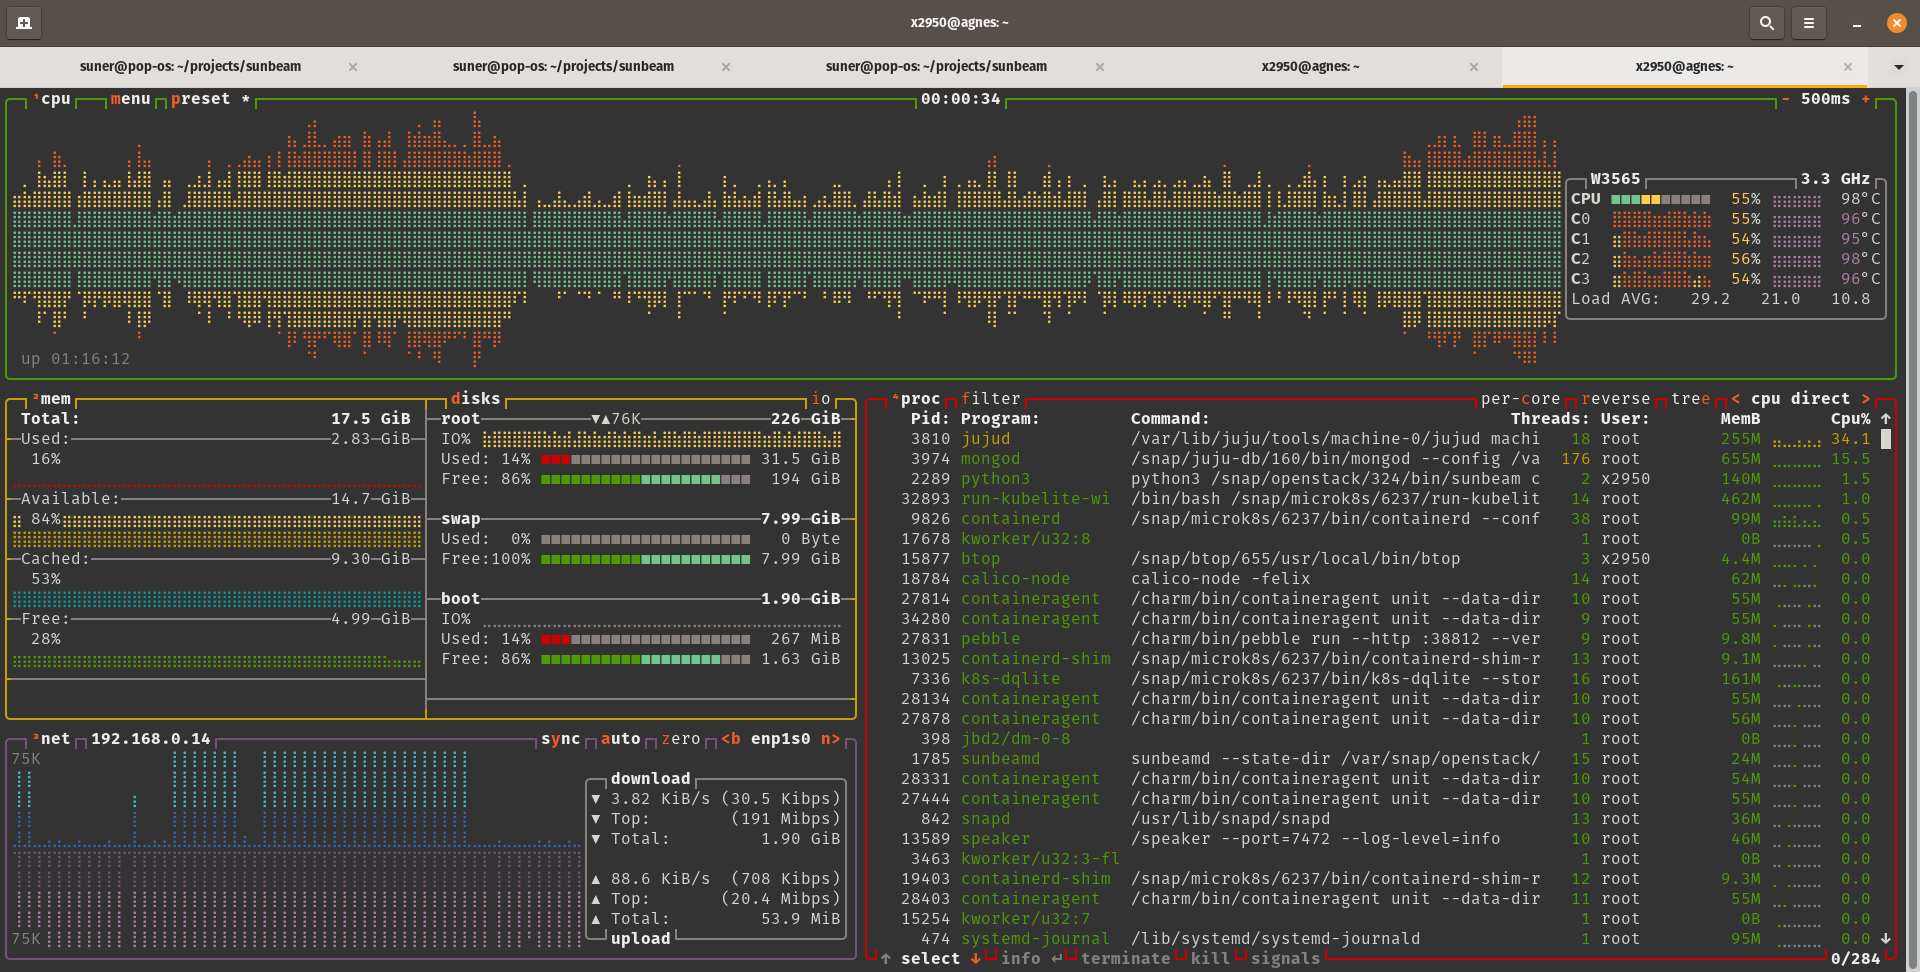 x2950@agnes: ~
suner@pop-os: ~/projects/sunbeam × suner@pop-os: ~/projects/sunbeam × suner@pop-os: ~/projects/sunbeam × x2950@agnes: ~ × x2950@agnes: ~ ×
¹cpu menu preset * 00:00:34 - 500ms +
W3565 3.3 GHz
CPU 55% 98°C
C0 55% 96°C
C1 54% 95°C
C2 56% 98°C
C3 54% 96°C
Load AVG: 29.2 21.0 10.8
up 01:16:12
²mem
Total: 17.5 GiB
Used: 2.83 GiB
16%
Available: 14.7 GiB
84%
Cached: 9.30 GiB
53%
Free: 4.99 GiB
28%
disks io
root ▼▲76K 226 GiB
IO%
Used: 14% 31.5 GiB
Free: 86% 194 GiB
swap 7.99 GiB
Used: 0% 0 Byte
Free:100% 7.99 GiB
boot 1.90 GiB
IO%
Used: 14% 267 MiB
Free: 86% 1.63 GiB
³net 192.168.0.14 sync auto zero <b enp1s0 n>
75K
download
▼ 3.82 KiB/s (30.5 Kibps)
▼ Top: (191 Mibps)
▼ Total: 1.90 GiB
▲ 88.6 KiB/s (708 Kibps)
▲ Top: (20.4 Mibps)
▲ Total: 53.9 MiB
upload
75K
⁴proc filter per-core reverse tree < cpu direct >
Pid: Program: Command: Threads: User: MemB Cpu% ↑
3810 jujud /var/lib/juju/tools/machine-0/jujud machi 18 root 255M 34.1
3974 mongod /snap/juju-db/160/bin/mongod --config /va 176 root 655M 15.5
2289 python3 python3 /snap/openstack/324/bin/sunbeam c 2 x2950 140M 1.5
32893 run-kubelite-wi /bin/bash /snap/microk8s/6237/run-kubelit 14 root 462M 1.0
9826 containerd /snap/microk8s/6237/bin/containerd --conf 38 root 99M 0.5
17678 kworker/u32:8 1 root 0B 0.5
15877 btop /snap/btop/655/usr/local/bin/btop 3 x2950 4.4M 0.0
18784 calico-node calico-node -felix 14 root 62M 0.0
27814 containeragent /charm/bin/containeragent unit --data-dir 10 root 55M 0.0
34280 containeragent /charm/bin/containeragent unit --data-dir 9 root 55M 0.0
27831 pebble /charm/bin/pebble run --http :38812 --ver 9 root 9.8M 0.0
13025 containerd-shim /snap/microk8s/6237/bin/containerd-shim-r 13 root 9.1M 0.0
7336 k8s-dqlite /snap/microk8s/6237/bin/k8s-dqlite --stor 16 root 161M 0.0
28134 containeragent /charm/bin/containeragent unit --data-dir 10 root 55M 0.0
27878 containeragent /charm/bin/containeragent unit --data-dir 10 root 56M 0.0
398 jbd2/dm-0-8 1 root 0B 0.0
1785 sunbeamd sunbeamd --state-dir /var/snap/openstack/ 15 root 24M 0.0
28331 containeragent /charm/bin/containeragent unit --data-dir 10 root 54M 0.0
27444 containeragent /charm/bin/containeragent unit --data-dir 10 root 55M 0.0
842 snapd /usr/lib/snapd/snapd 13 root 36M 0.0
13589 speaker /speaker --port=7472 --log-level=info 10 root 46M 0.0
3463 kworker/u32:3-fl 1 root 0B 0.0
19403 containerd-shim /snap/microk8s/6237/bin/containerd-shim-r 12 root 9.3M 0.0
28403 containeragent /charm/bin/containeragent unit --data-dir 11 root 55M 0.0
15254 kworker/u32:7 1 root 0B 0.0
474 systemd-journal /lib/systemd/systemd-journald 1 root 95M 0.0 ↓
↑ select ↓ info ↵ terminate kill signals 0/284